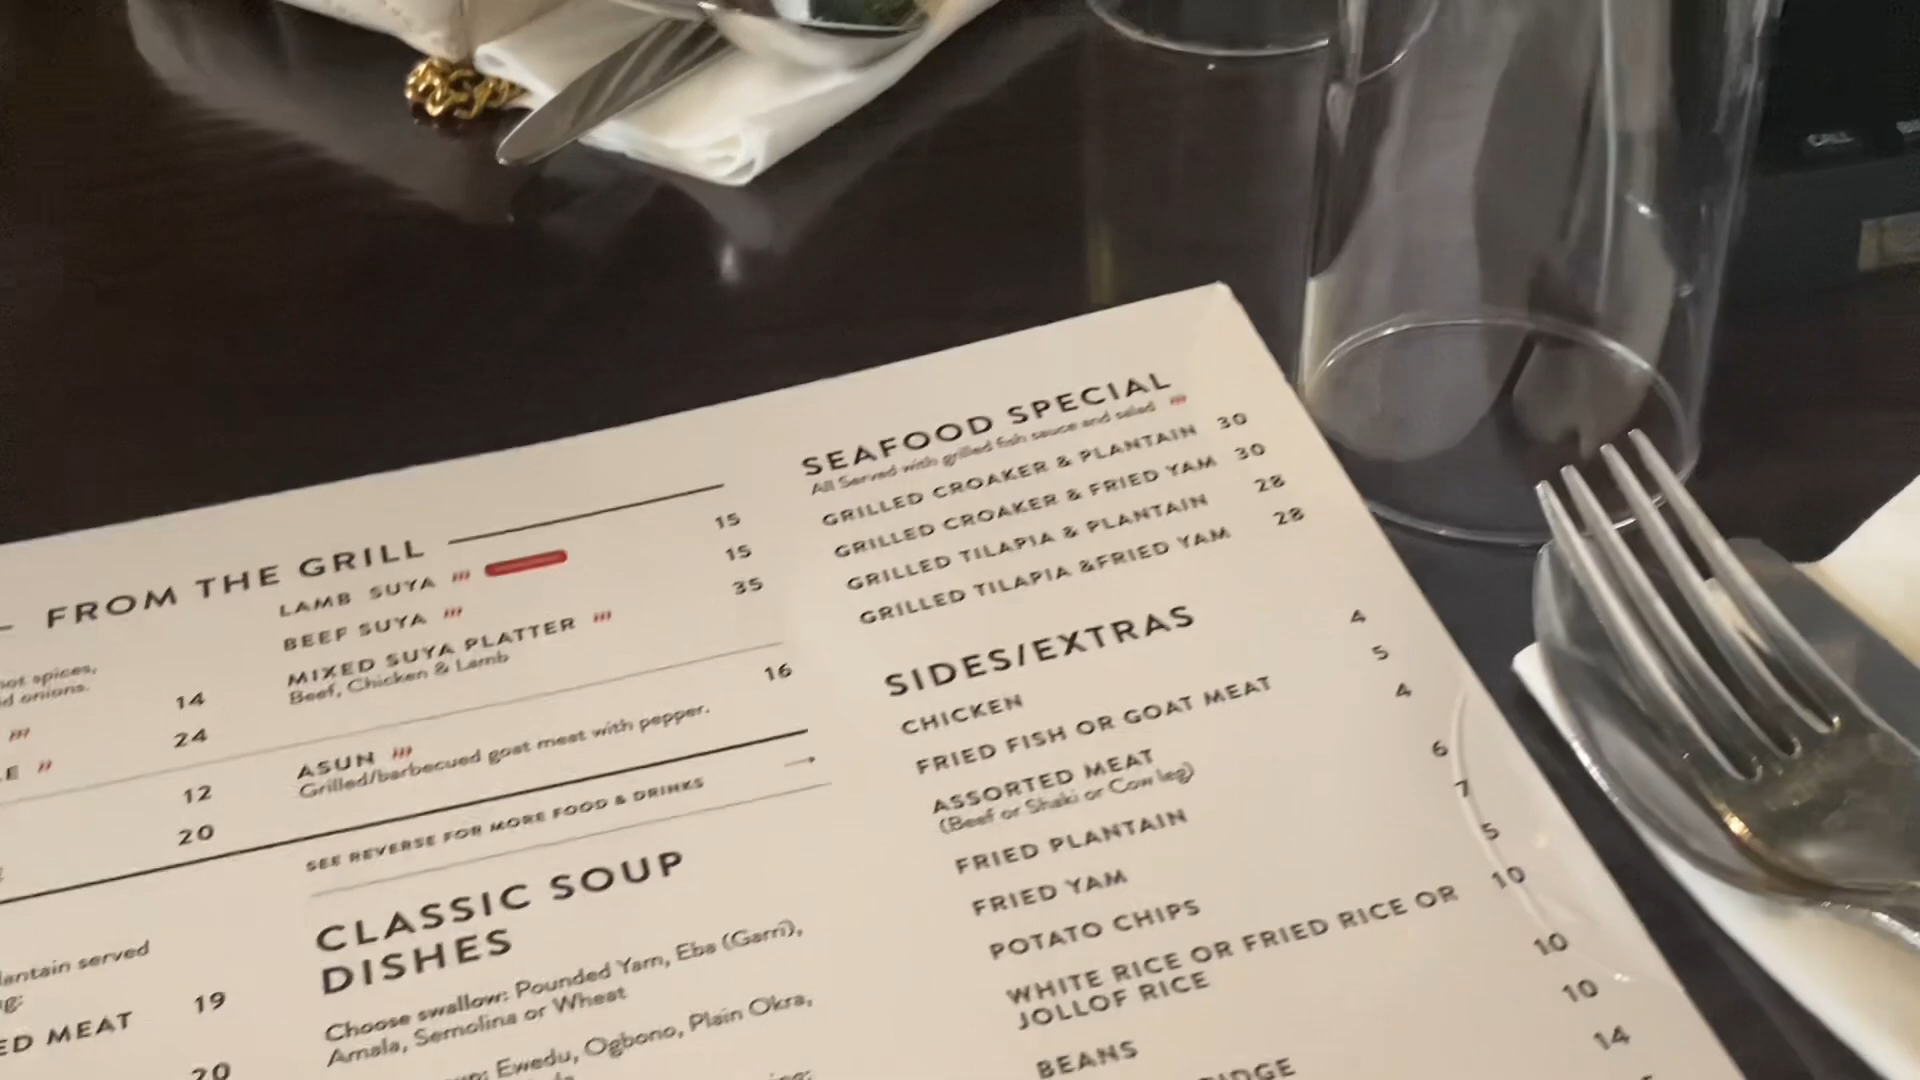 CALL
FROM THE GRILL
hot spices,
d onions.
14
24
E
12
20
LAMB SUYA 15
BEEF SUYA 15
MIXED SUYA PLATTER 35
Beef, Chicken & Lamb
ASUN 16
Grilled/barbecued goat meat with pepper.
SEE REVERSE FOR MORE FOOD & DRINKS →
lantain served
g:
ED MEAT 19
20
CLASSIC SOUP
DISHES
Choose swallow: Pounded Yam, Eba (Garri),
Amala, Semolina or Wheat
Ewedu, Ogbono, Plain Okra,
SEAFOOD SPECIAL
All Served with grilled fish sauce and salad
GRILLED CROAKER & PLANTAIN 30
GRILLED CROAKER & FRIED YAM 30
GRILLED TILAPIA & PLANTAIN 28
GRILLED TILAPIA &FRIED YAM 28
SIDES/EXTRAS
CHICKEN 4
FRIED FISH OR GOAT MEAT 5
ASSORTED MEAT 4
(Beef or Shaki or Cow leg)
FRIED PLANTAIN 6
FRIED YAM 7
POTATO CHIPS 5
WHITE RICE OR FRIED RICE OR 10
JOLLOF RICE
BEANS 10
10
14